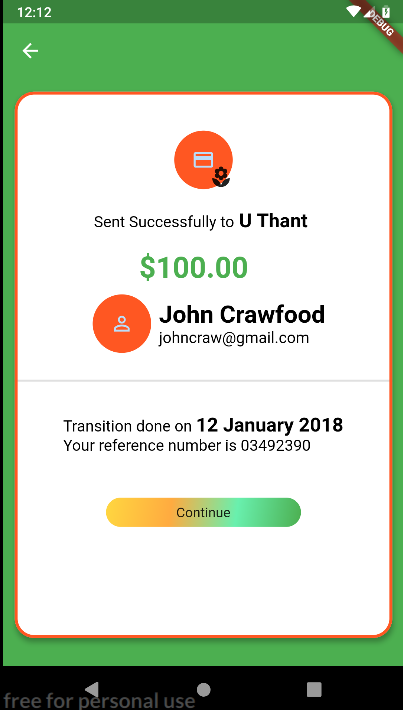 12:12
DEBUG
Sent Successfully to U Thant
$100.00
John Crawfood
johncraw@gmail.com
Transition done on 12 January 2018
Your reference number is 03492390
Continue
free for personal use